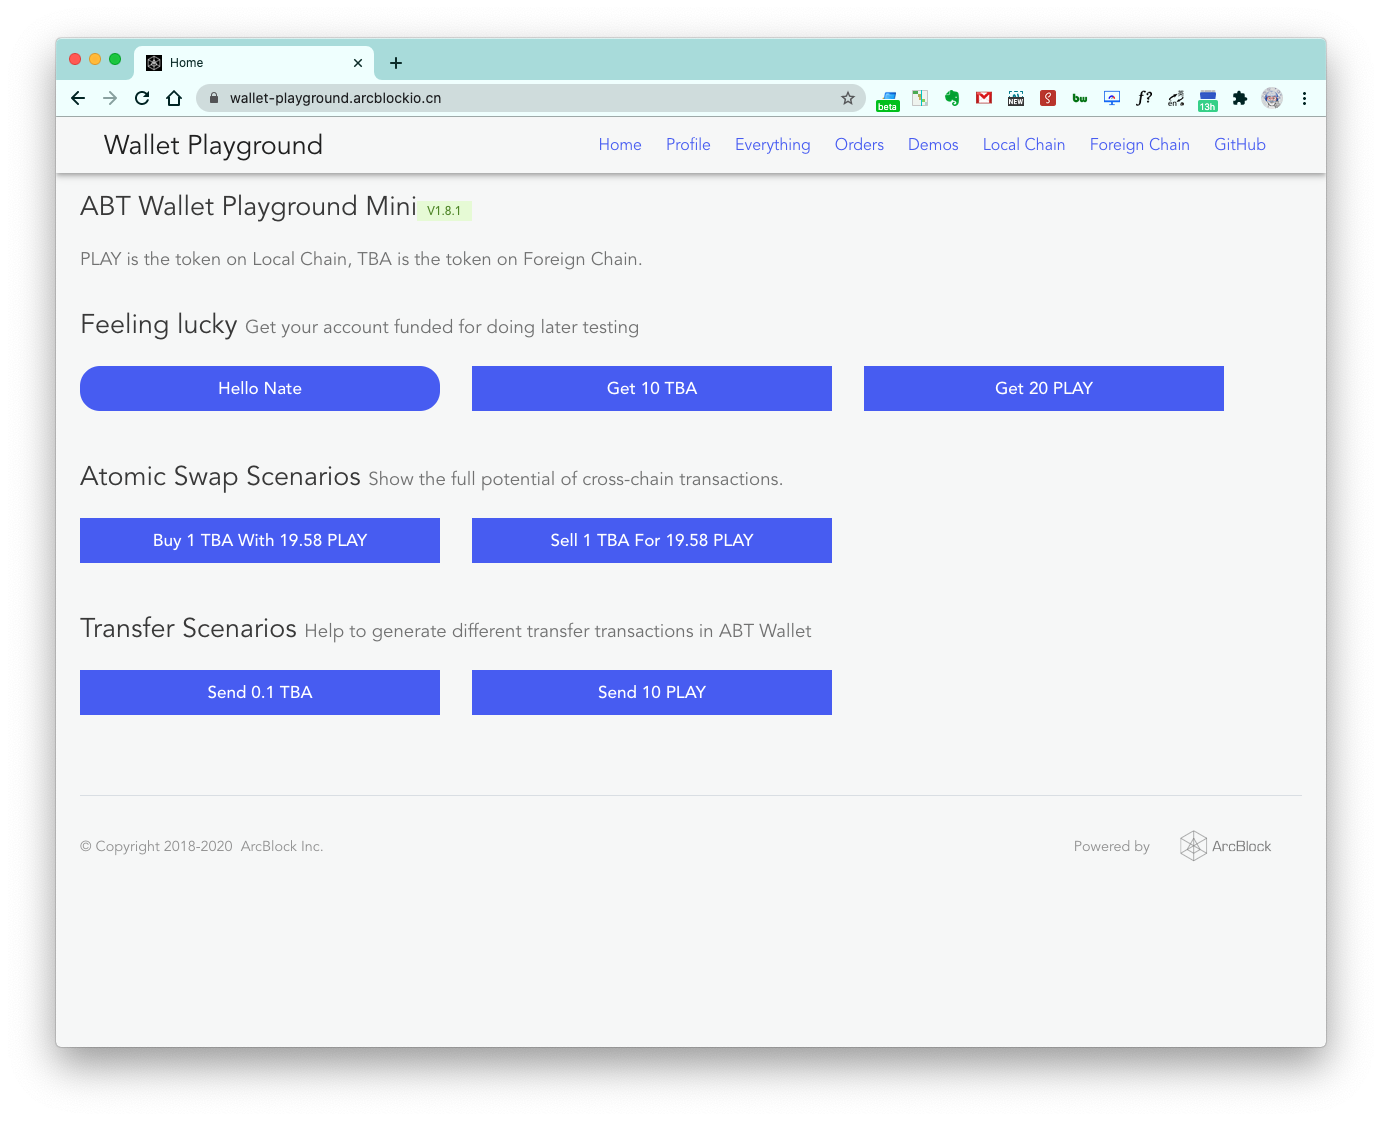 Home
wallet-playground.arcblockio.cn
beta
NEW
bw
f?
en
13h
Wallet Playground
Home Profile Everything Orders Demos Local Chain Foreign Chain GitHub
ABT Wallet Playground Mini V1.8.1
PLAY is the token on Local Chain, TBA is the token on Foreign Chain.
Feeling lucky Get your account funded for doing later testing
Hello Nate Get 10 TBA Get 20 PLAY
Atomic Swap Scenarios Show the full potential of cross-chain transactions.
Buy 1 TBA With 19.58 PLAY Sell 1 TBA For 19.58 PLAY
Transfer Scenarios Help to generate different transfer transactions in ABT Wallet
Send 0.1 TBA Send 10 PLAY
© Copyright 2018-2020 ArcBlock Inc. Powered by ArcBlock